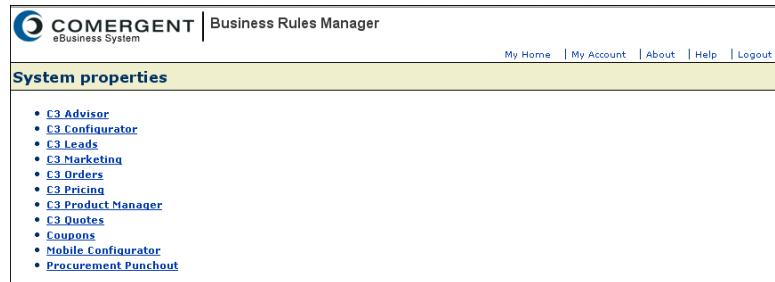 COMERGENT Business Rules Manager
eBusiness System
My Home | My Account | About | Help | Logout
System properties
• C3 Advisor
• C3 Configurator
• C3 Leads
• C3 Marketing
• C3 Orders
• C3 Pricing
• C3 Product Manager
• C3 Quotes
• Coupons
• Mobile Configurator
• Procurement Punchout